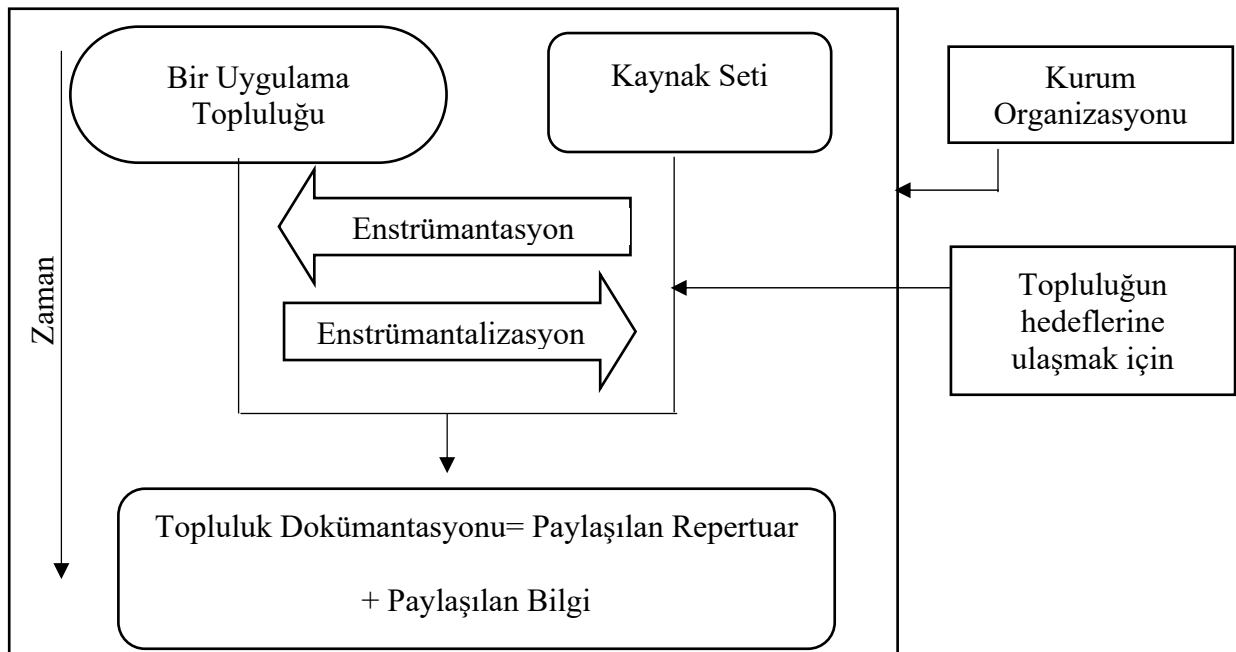 Bir Uygulama
Topluluğu
Kaynak Seti
Kurum
Organizasyonu
Enstrümantasyon
Enstrümantalizasyon
Zaman
Topluluğun
hedeflerine
ulaşmak için
Topluluk Dokümantasyonu= Paylaşılan Repertuar
+ Paylaşılan Bilgi